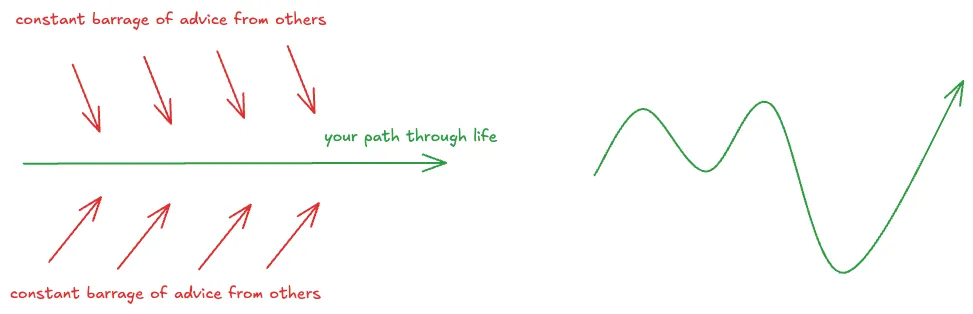 constant barrage of advice from others
your path through life
constant barrage of advice from others